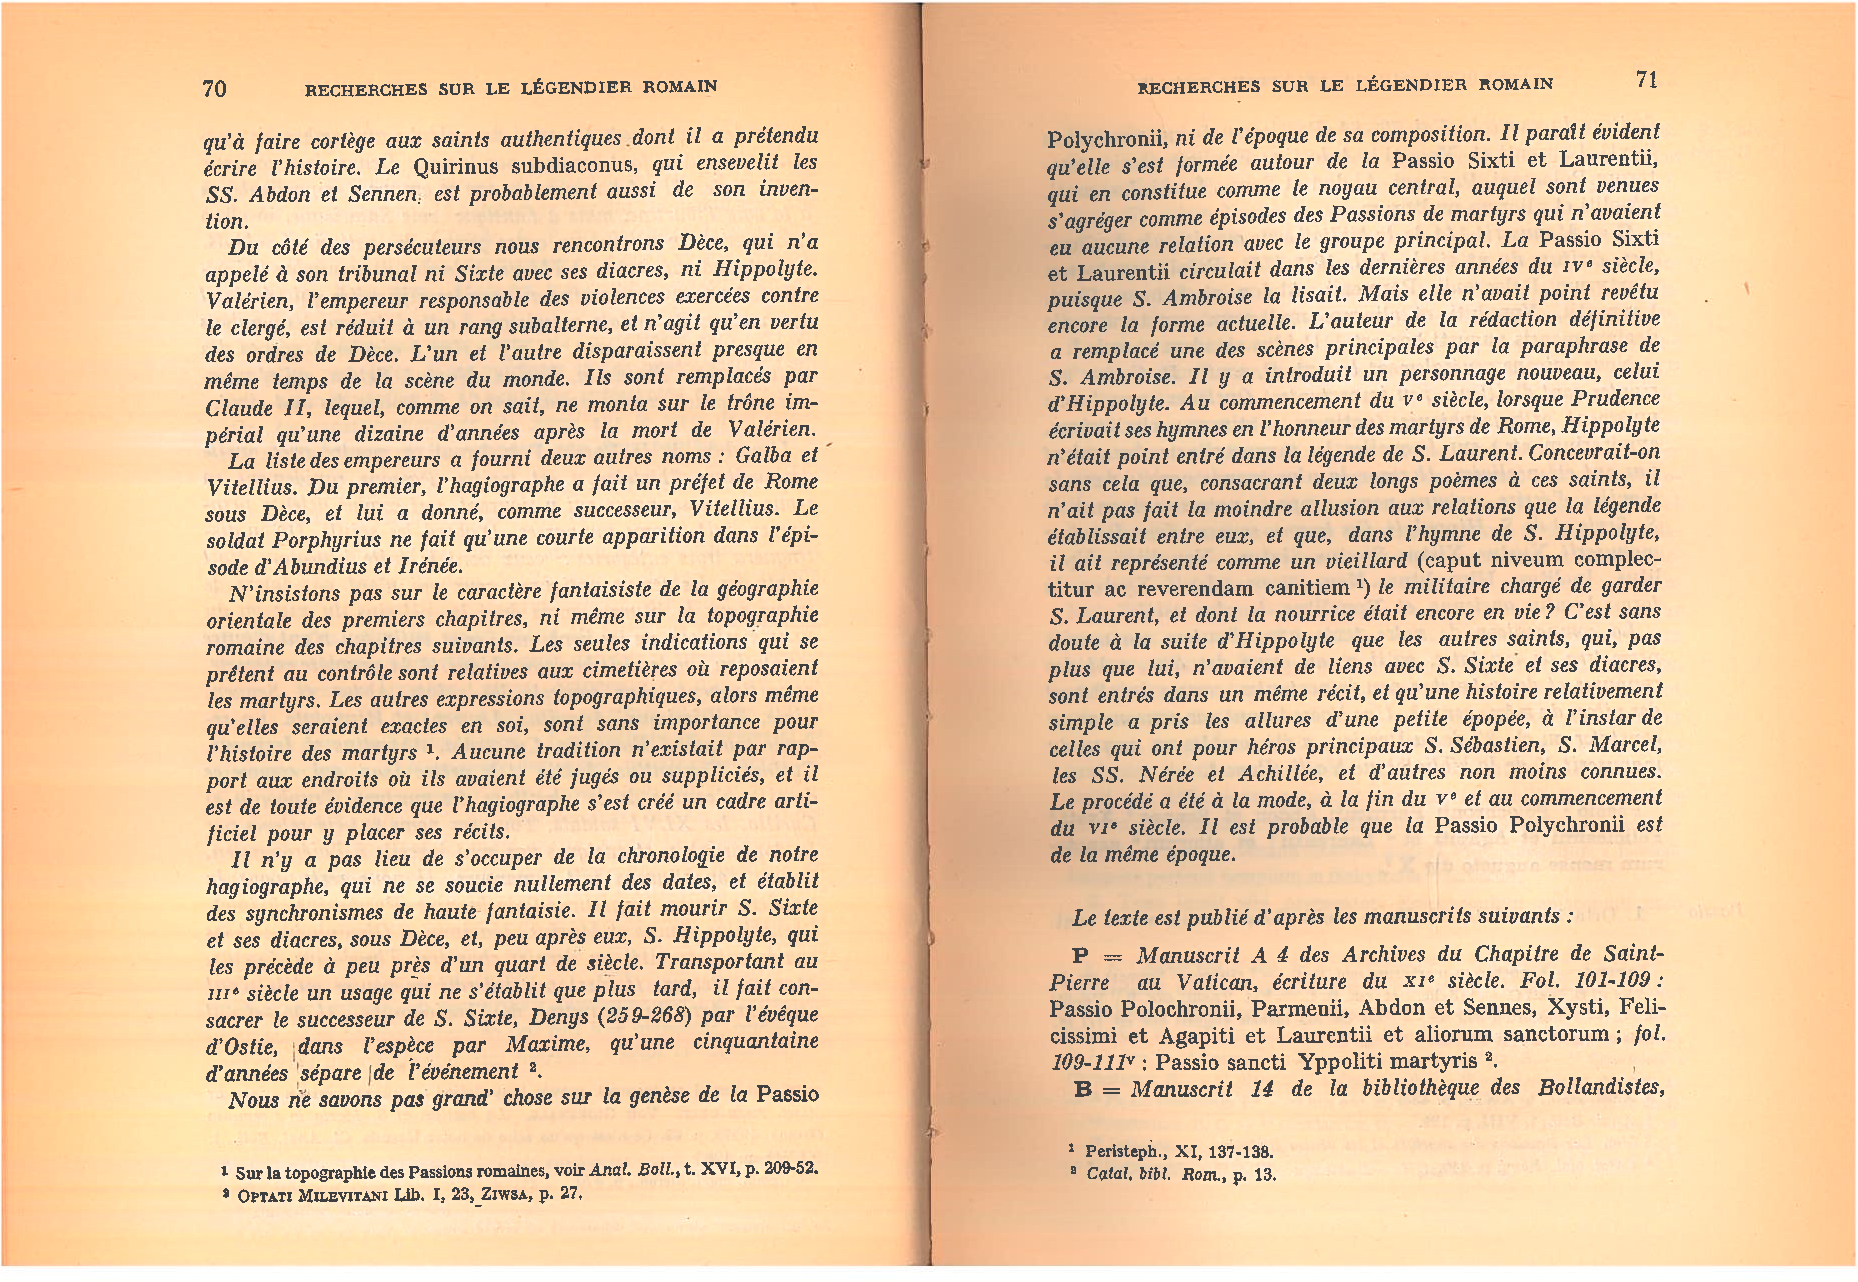 70 RECHERCHES SUR LE LÉGENDIER ROMAIN
qu'à faire cortège aux saints authentiques dont il a prétendu
écrire l'histoire. Le Quirinus subdiaconus, qui ensevelit les
SS. Abdon et Sennen, est probablement aussi de son inven-
tion.
Du côté des persécuteurs nous rencontrons Dèce, qui n'a
appelé à son tribunal ni Sixte avec ses diacres, ni Hippolyte.
Valérien, l'empereur responsable des violences exercées contre
le clergé, est réduit à un rang subalterne, et n'agit qu'en vertu
des ordres de Dèce. L'un et l'autre disparaissent presque en
même temps de la scène du monde. Ils sont remplacés par
Claude II, lequel, comme on sait, ne monta sur le trône im-
périal qu'une dizaine d'années après la mort de Valérien.
La liste des empereurs a fourni deux autres noms : Galba et
Vitellius. Du premier, l'hagiographe a fait un préfet de Rome
sous Dèce, et lui a donné, comme successeur, Vitellius. Le
soldat Porphyrius ne fait qu'une courte apparition dans l'épi-
sode d'Abundius et Irénée.
N'insistons pas sur le caractère fantaisiste de la géographie
orientale des premiers chapitres, ni même sur la topographie
romaine des chapitres suivants. Les seules indications qui se
prêtent au contrôle sont relatives aux cimetières où reposaient
les martyrs. Les autres expressions topographiques, alors même
qu'elles seraient exactes en soi, sont sans importance pour
l'histoire des martyrs ¹. Aucune tradition n'existait par rap-
port aux endroits où ils avaient été jugés ou suppliciés, et il
est de toute évidence que l'hagiographe s'est créé un cadre arti-
ficiel pour y placer ses récits.
Il n'y a pas lieu de s'occuper de la chronologie de notre
hagiographe, qui ne se soucie nullement des dates, et établit
des synchronismes de haute fantaisie. Il fait mourir S. Sixte
et ses diacres, sous Dèce, et, peu après eux, S. Hippolyte, qui
les précède à peu près d'un quart de siècle. Transportant au
IIIᵉ siècle un usage qui ne s'établit que plus tard, il fait con-
sacrer le successeur de S. Sixte, Denys (259-268) par l'évêque
d'Ostie, dans l'espèce par Maxime, qu'une cinquantaine
d'années sépare de l'événement ².
Nous ne savons pas grand' chose sur la genèse de la Passio
¹ Sur la topographie des Passions romaines, voir Anal. Boll., t. XVI, p. 209-52.
² OPTATI MILEVITANI Lib. I, 23, ZIWSA, p. 27.
RECHERCHES SUR LE LÉGENDIER ROMAIN 71
Polychronii, ni de l'époque de sa composition. Il paraît évident
qu'elle s'est formée autour de la Passio Sixti et Laurentii,
qui en constitue comme le noyau central, auquel sont venues
s'agréger comme épisodes des Passions de martyrs qui n'avaient
eu aucune relation avec le groupe principal. La Passio Sixti
et Laurentii circulait dans les dernières années du IVᵉ siècle,
puisque S. Ambroise la lisait. Mais elle n'avait point revêtu
encore la forme actuelle. L'auteur de la rédaction définitive
a remplacé une des scènes principales par la paraphrase de
S. Ambroise. Il y a introduit un personnage nouveau, celui
d'Hippolyte. Au commencement du Vᵉ siècle, lorsque Prudence
écrivait ses hymnes en l'honneur des martyrs de Rome, Hippolyte
n'était point entré dans la légende de S. Laurent. Concevrait-on
sans cela que, consacrant deux longs poèmes à ces saints, il
n'ait pas fait la moindre allusion aux relations que la légende
établissait entre eux, et que, dans l'hymne de S. Hippolyte,
il ait représenté comme un vieillard (caput niveum complec-
titur ac reverendam canitiem ¹) le militaire chargé de garder
S. Laurent, et dont la nourrice était encore en vie ? C'est sans
doute à la suite d'Hippolyte que les autres saints, qui, pas
plus que lui, n'avaient de liens avec S. Sixte et ses diacres,
sont entrés dans un même récit, et qu'une histoire relativement
simple a pris les allures d'une petite épopée, à l'instar de
celles qui ont pour héros principaux S. Sébastien, S. Marcel,
les SS. Nérée et Achillée, et d'autres non moins connues.
Le procédé a été à la mode, à la fin du Vᵉ et au commencement
du VIᵉ siècle. Il est probable que la Passio Polychronii est
de la même époque.
Le texte est publié d'après les manuscrits suivants :
P = Manuscrit A 4 des Archives du Chapitre de Saint-
Pierre au Vatican, écriture du XIᵉ siècle. Fol. 101-109 :
Passio Polochronii, Parmenii, Abdon et Sennes, Xysti, Feli-
cissimi et Agapiti et Laurentii et aliorum sanctorum ; fol.
109-111ᵛ : Passio sancti Yppoliti martyris ².
B = Manuscrit 14 de la bibliothèque des Bollandistes,
¹ Peristeph., XI, 137-138.
² Catal. bibl. Rom., p. 13.